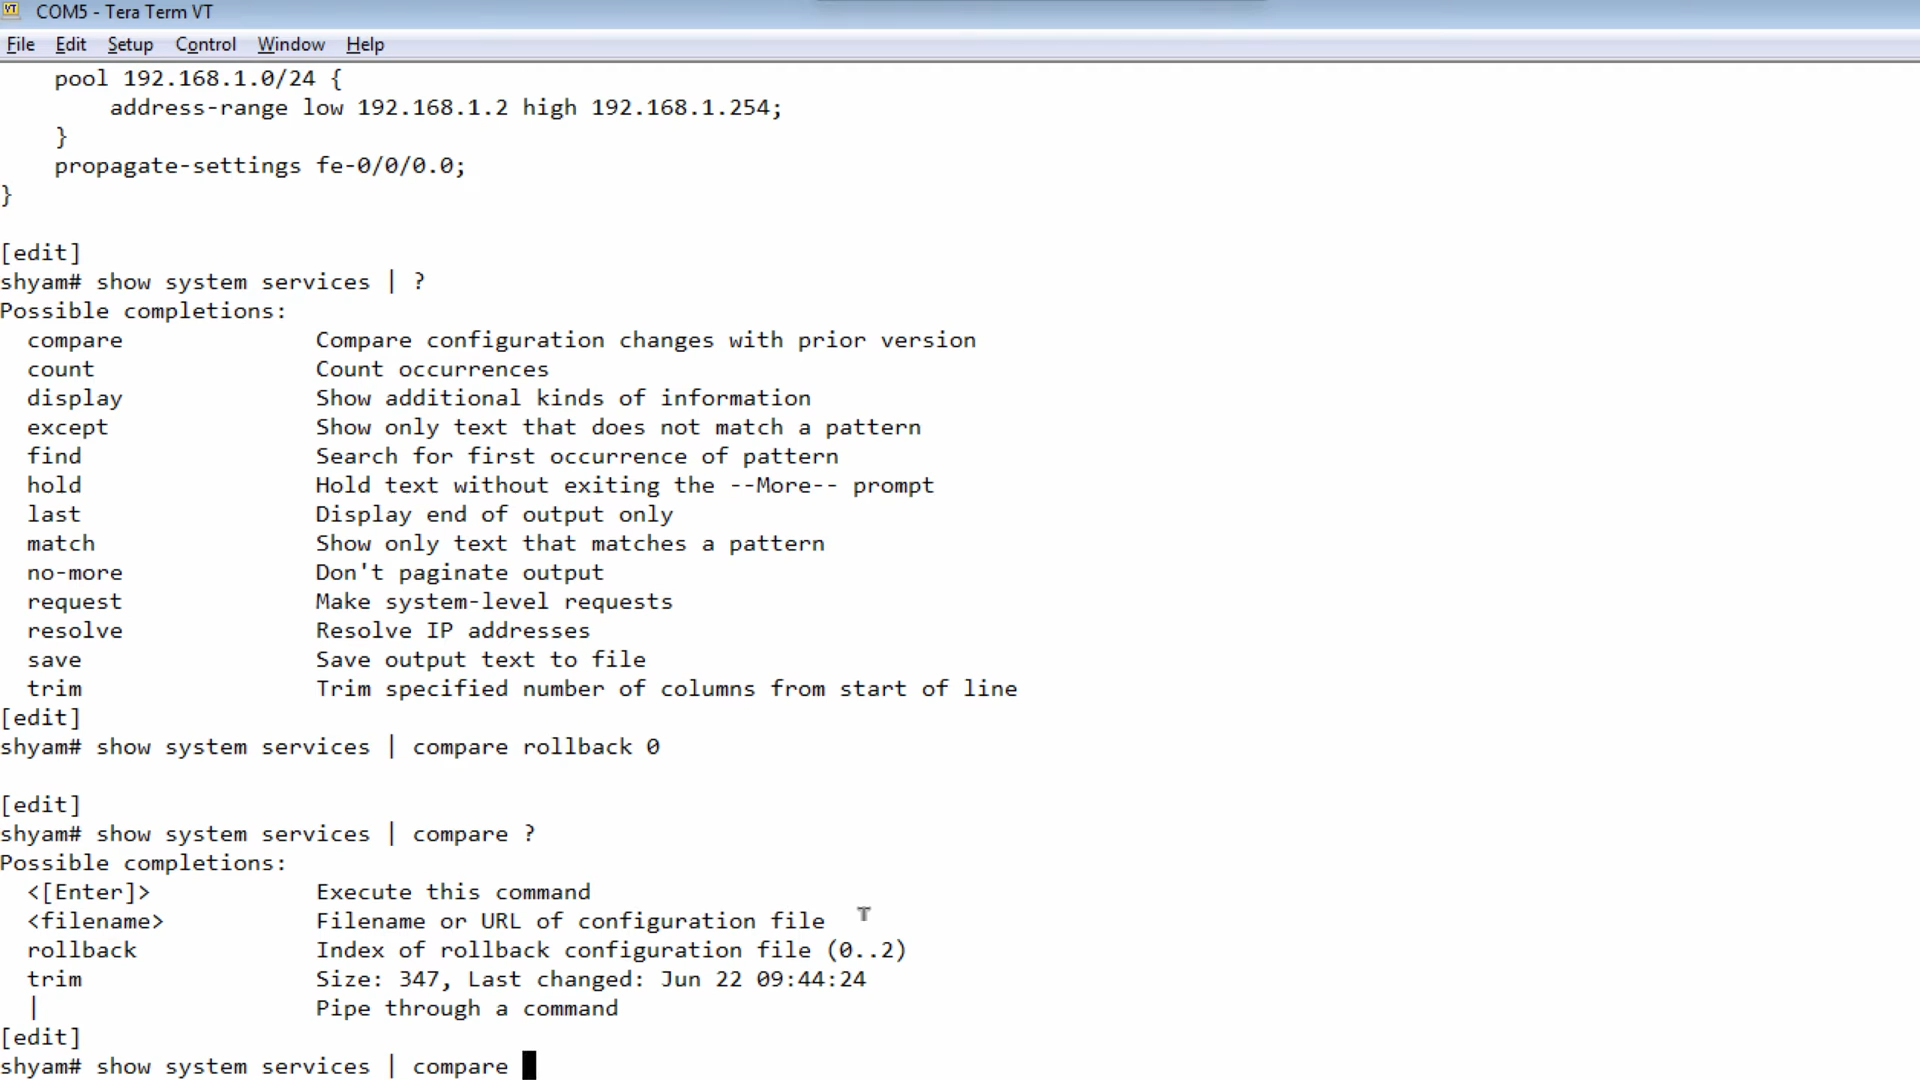 COM5 - Tera Term VT
File Edit Setup Control Window Help
pool 192.168.1.0/24 {
address-range low 192.168.1.2 high 192.168.1.254;
}
propagate-settings fe-0/0/0.0;
}
[edit]
shyam# show system services | ?
Possible completions:
compare Compare configuration changes with prior version
count Count occurrences
display Show additional kinds of information
except Show only text that does not match a pattern
find Search for first occurrence of pattern
hold Hold text without exiting the --More-- prompt
last Display end of output only
match Show only text that matches a pattern
no-more Don't paginate output
request Make system-level requests
resolve Resolve IP addresses
save Save output text to file
trim Trim specified number of columns from start of line
[edit]
shyam# show system services | compare rollback 0
[edit]
shyam# show system services | compare ?
Possible completions:
<[Enter]> Execute this command
<filename> Filename or URL of configuration file
rollback Index of rollback configuration file (0..2)
trim Size: 347, Last changed: Jun 22 09:44:24
| Pipe through a command
[edit]
shyam# show system services | compare